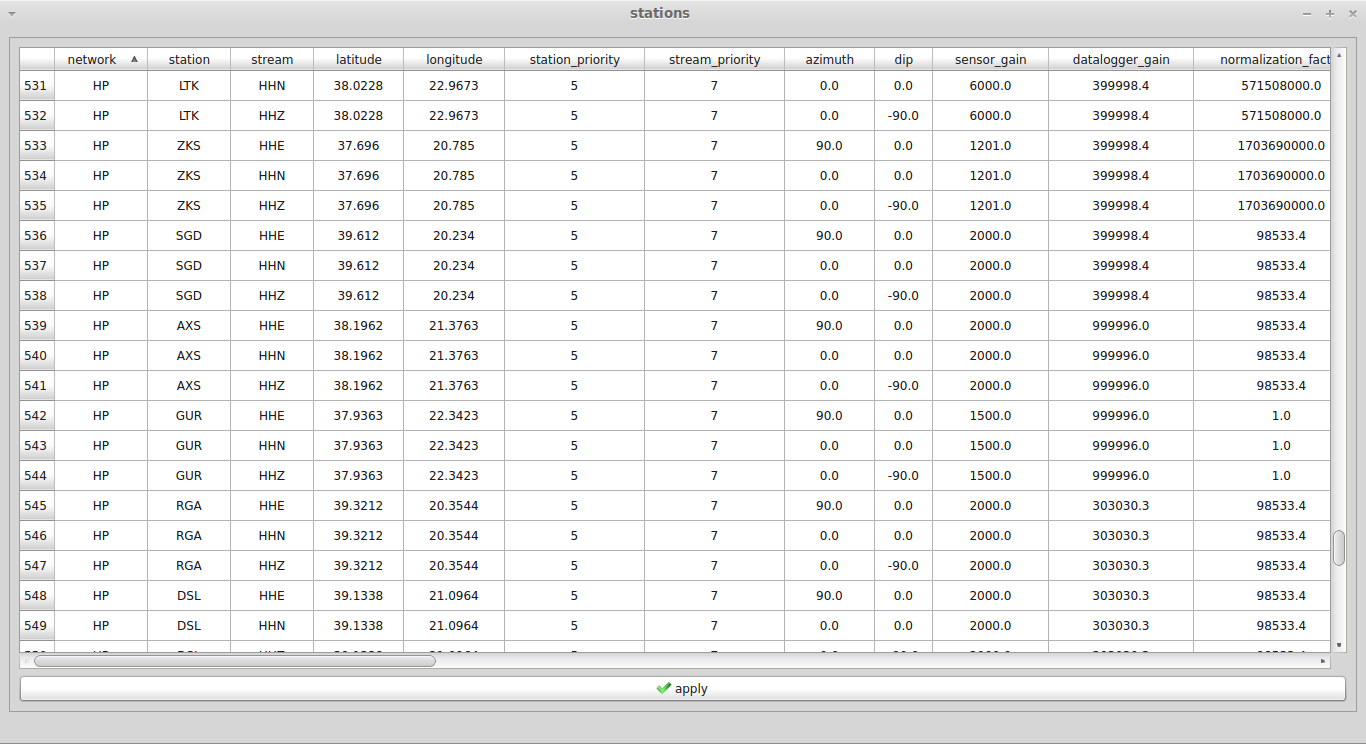 stations
network station stream latitude longitude station_priority stream_priority azimuth dip sensor_gain datalogger_gain normalization_fact
531 HP LTK HHN 38.0228 22.9673 5 7 0.0 0.0 6000.0 399998.4 571508000.0
532 HP LTK HHZ 38.0228 22.9673 5 7 0.0 -90.0 6000.0 399998.4 571508000.0
533 HP ZKS HHE 37.696 20.785 5 7 90.0 0.0 1201.0 399998.4 1703690000.0
534 HP ZKS HHN 37.696 20.785 5 7 0.0 0.0 1201.0 399998.4 1703690000.0
535 HP ZKS HHZ 37.696 20.785 5 7 0.0 -90.0 1201.0 399998.4 1703690000.0
536 HP SGD HHE 39.612 20.234 5 7 90.0 0.0 2000.0 399998.4 98533.4
537 HP SGD HHN 39.612 20.234 5 7 0.0 0.0 2000.0 399998.4 98533.4
538 HP SGD HHZ 39.612 20.234 5 7 0.0 -90.0 2000.0 399998.4 98533.4
539 HP AXS HHE 38.1962 21.3763 5 7 90.0 0.0 2000.0 999996.0 98533.4
540 HP AXS HHN 38.1962 21.3763 5 7 0.0 0.0 2000.0 999996.0 98533.4
541 HP AXS HHZ 38.1962 21.3763 5 7 0.0 -90.0 2000.0 999996.0 98533.4
542 HP GUR HHE 37.9363 22.3423 5 7 90.0 0.0 1500.0 999996.0 1.0
543 HP GUR HHN 37.9363 22.3423 5 7 0.0 0.0 1500.0 999996.0 1.0
544 HP GUR HHZ 37.9363 22.3423 5 7 0.0 -90.0 1500.0 999996.0 1.0
545 HP RGA HHE 39.3212 20.3544 5 7 90.0 0.0 2000.0 303030.3 98533.4
546 HP RGA HHN 39.3212 20.3544 5 7 0.0 0.0 2000.0 303030.3 98533.4
547 HP RGA HHZ 39.3212 20.3544 5 7 0.0 -90.0 2000.0 303030.3 98533.4
548 HP DSL HHE 39.1338 21.0964 5 7 90.0 0.0 2000.0 303030.3 98533.4
549 HP DSL HHN 39.1338 21.0964 5 7 0.0 0.0 2000.0 303030.3 98533.4
apply